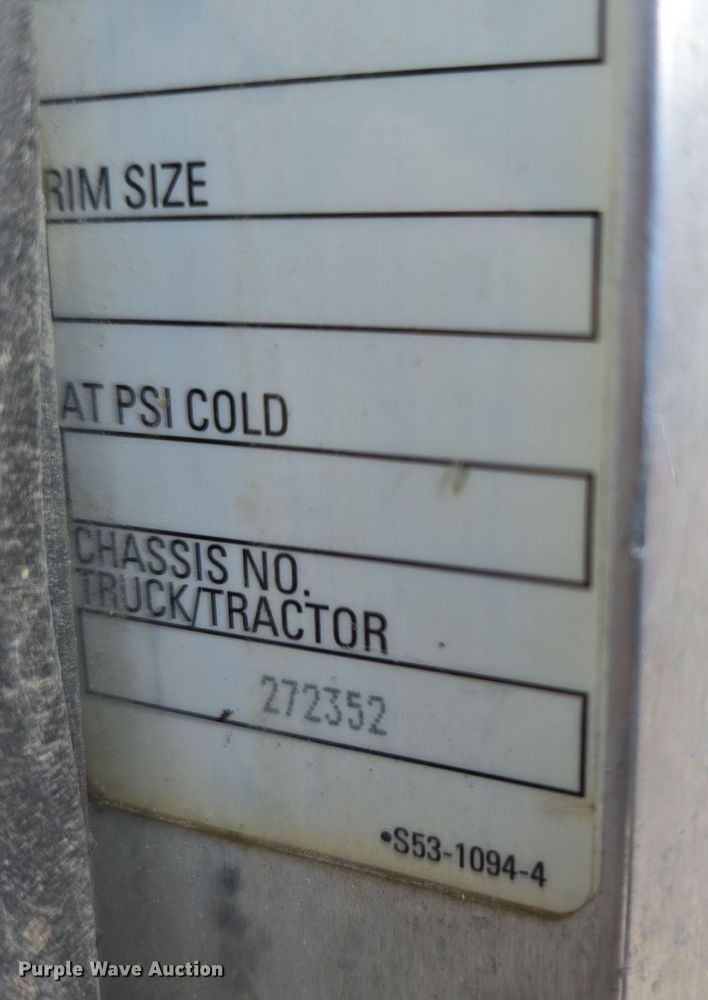 RIM SIZE
AT PSI COLD
CHASSIS NO.
TRUCK/TRACTOR
272352
•S53-1094-4
Purple Wave Auction